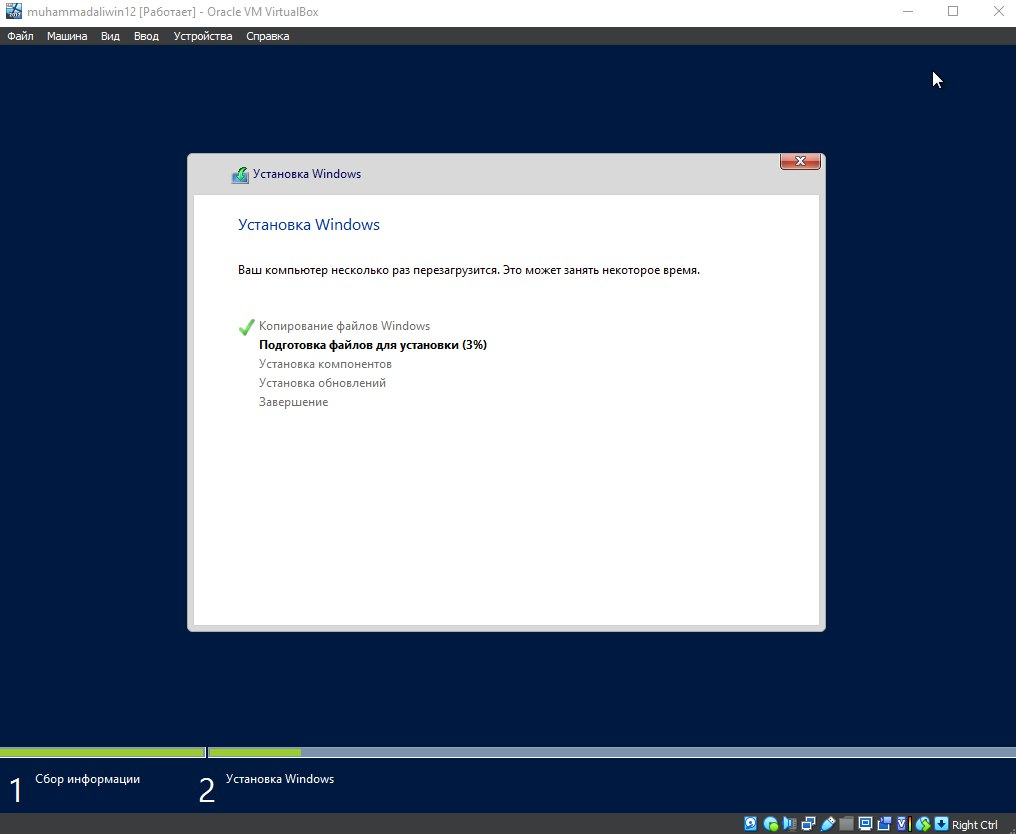 muhammadaliwin12 [Работает] - Oracle VM VirtualBox
Файл Машина Вид Ввод Устройства Справка
Установка Windows
Установка Windows
Ваш компьютер несколько раз перезагрузится. Это может занять некоторое время.
Копирование файлов Windows
Подготовка файлов для установки (3%)
Установка компонентов
Установка обновлений
Завершение
1 Сбор информации 2 Установка Windows
Right Ctrl